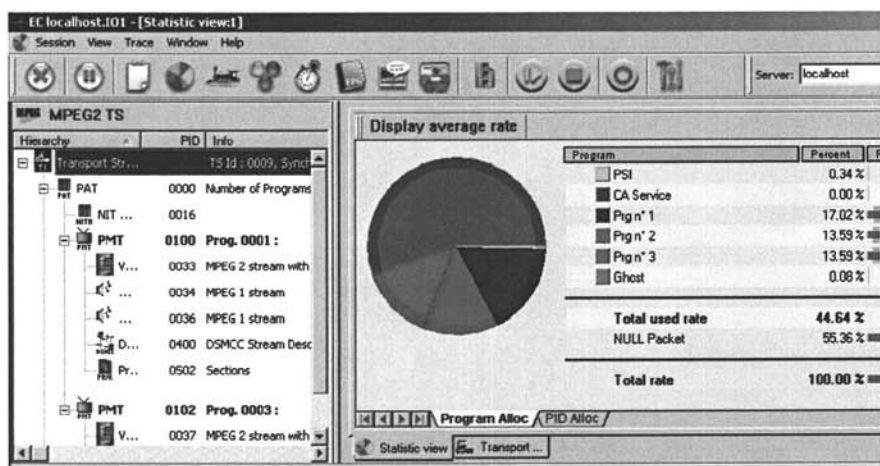 EC localhost.IO1 - [Statistic view:1]
Session View Trace Window Help
Server: localhost
MPEG2 TS
Hierarchy PID Info
Transport Str... TS Id : 0009, Synch
PAT 0000 Number of Programs
NIT ... 0016
PMT 0100 Prog. 0001 :
V... 0033 MPEG 2 stream with
... 0034 MPEG 1 stream
... 0036 MPEG 1 stream
D... 0400 DSMCC Stream Desc
Pr.. 0502 Sections
PMT 0102 Prog. 0003 :
V... 0037 MPEG 2 stream with
Display average rate
Program Percent
PSI 0.34 %
CA Service 0.00 %
Prg n° 1 17.02 %
Prg n° 2 13.59 %
Prg n° 3 13.59 %
Ghost 0.08 %
Total used rate 44.64 %
NULL Packet 55.36 %
Total rate 100.00 %
Program Alloc PID Alloc
Statistic view Transport ...